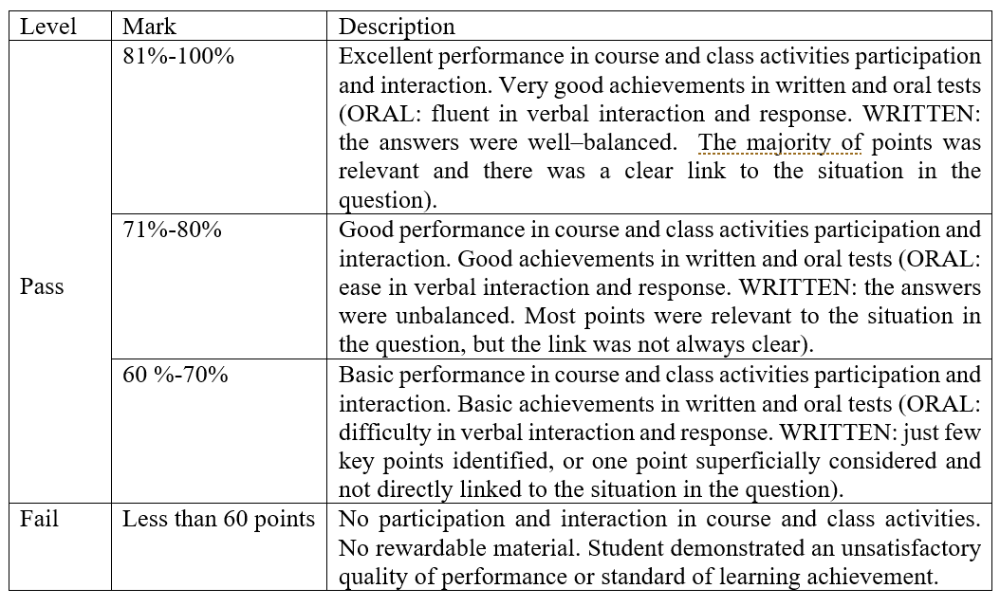 Level Mark Description
81%-100% Excellent performance in course and class activities participation
and interaction. Very good achievements in written and oral tests
(ORAL: fluent in verbal interaction and response. WRITTEN:
the answers were well–balanced. The majority of points was
relevant and there was a clear link to the situation in the
question).
71%-80% Good performance in course and class activities participation and
interaction. Good achievements in written and oral tests (ORAL:
Pass ease in verbal interaction and response. WRITTEN: the answers
were unbalanced. Most points were relevant to the situation in
the question, but the link was not always clear).
60 %-70% Basic performance in course and class activities participation and
interaction. Basic achievements in written and oral tests (ORAL:
difficulty in verbal interaction and response. WRITTEN: just few
key points identified, or one point superficially considered and
not directly linked to the situation in the question).
Fail Less than 60 points No participation and interaction in course and class activities.
No rewardable material. Student demonstrated an unsatisfactory
quality of performance or standard of learning achievement.